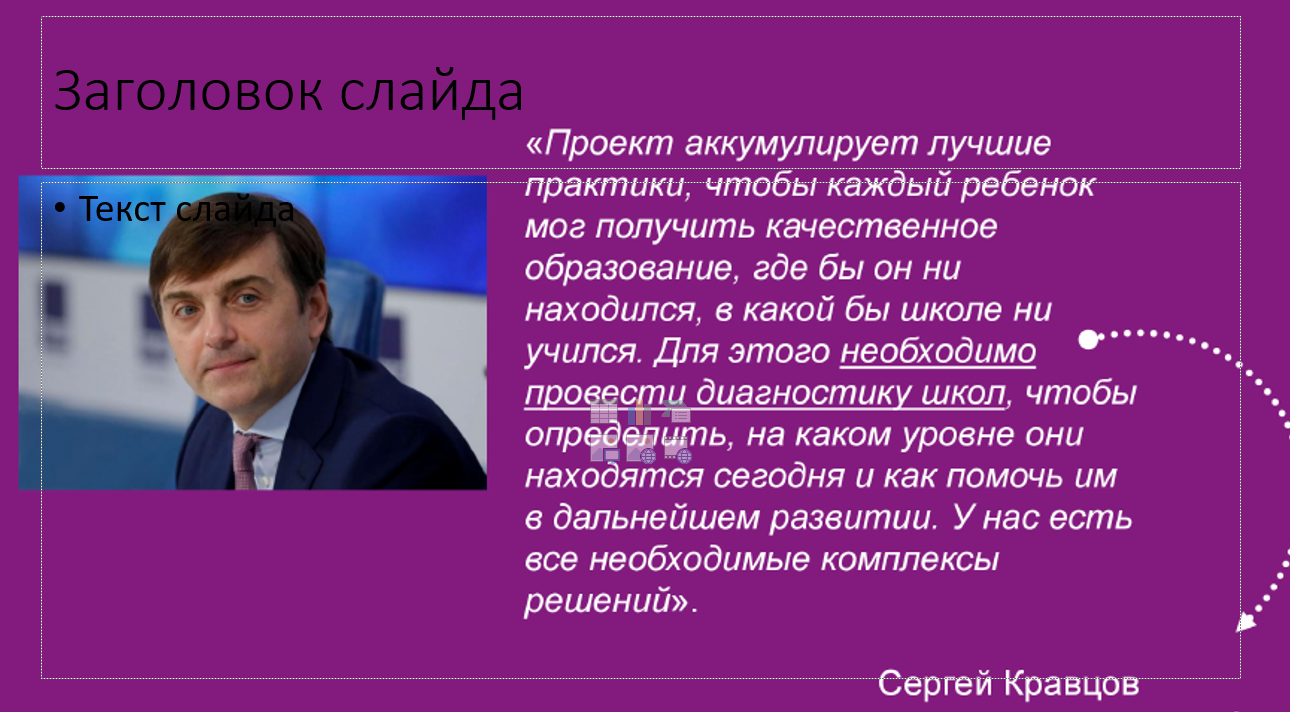 Заголовок слайда
• Текст слайда
«Проект аккумулирует лучшие
практики, чтобы каждый ребенок
мог получить качественное
образование, где бы он ни
находился, в какой бы школе ни
учился. Для этого необходимо
провести диагностику школ, чтобы
определить, на каком уровне они
находятся сегодня и как помочь им
в дальнейшем развитии. У нас есть
все необходимые комплексы
решений».
Сергей Кравцов